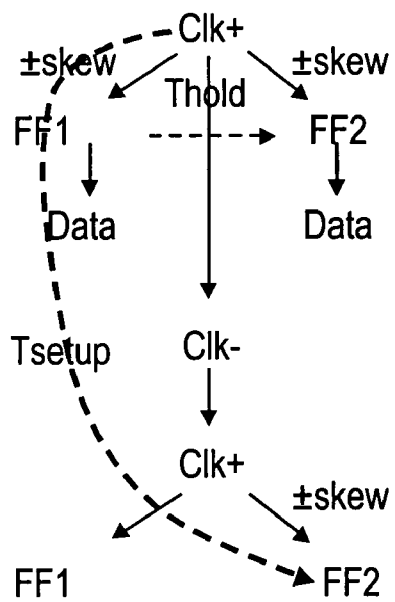 Clk+
±skew ±skew
Thold
FF1 FF2
Data Data
Tsetup Clk-
Clk+
±skew
FF1 FF2